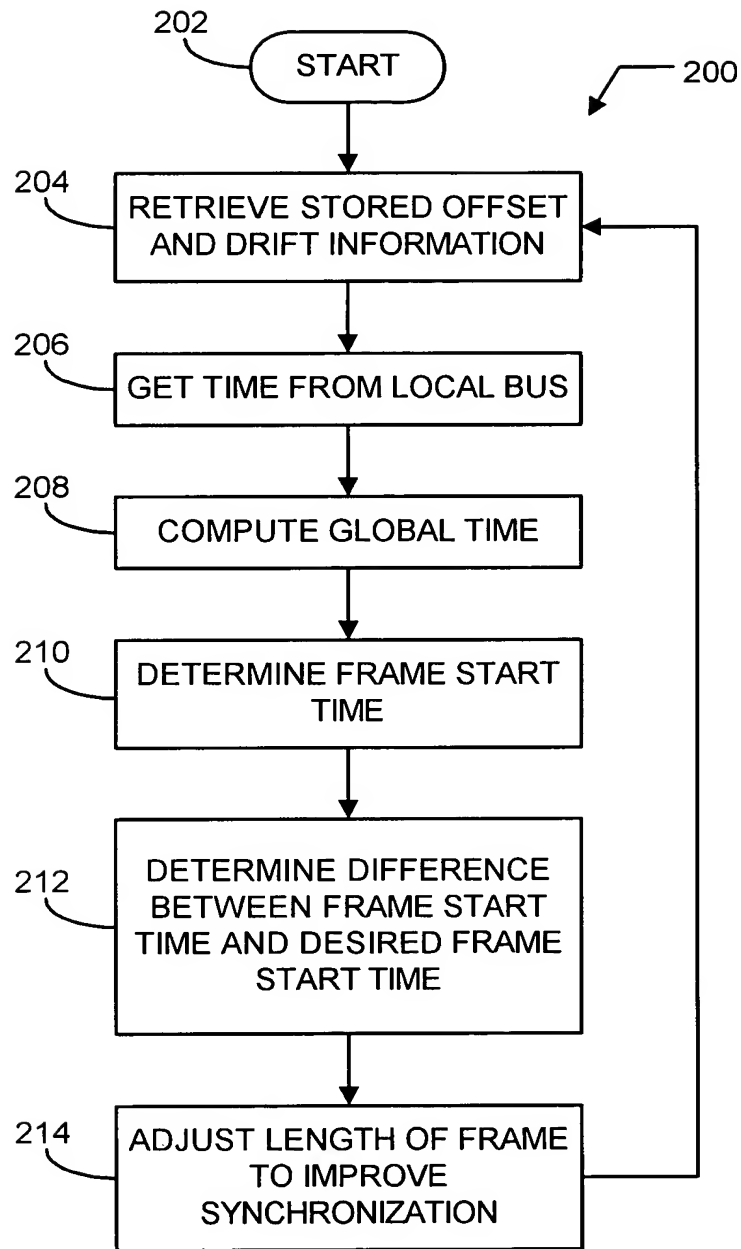 202
START
200
204
RETRIEVE STORED OFFSET
AND DRIFT INFORMATION
206
GET TIME FROM LOCAL BUS
208
COMPUTE GLOBAL TIME
210
DETERMINE FRAME START
TIME
212
DETERMINE DIFFERENCE
BETWEEN FRAME START
TIME AND DESIRED FRAME
START TIME
214
ADJUST LENGTH OF FRAME
TO IMPROVE
SYNCHRONIZATION